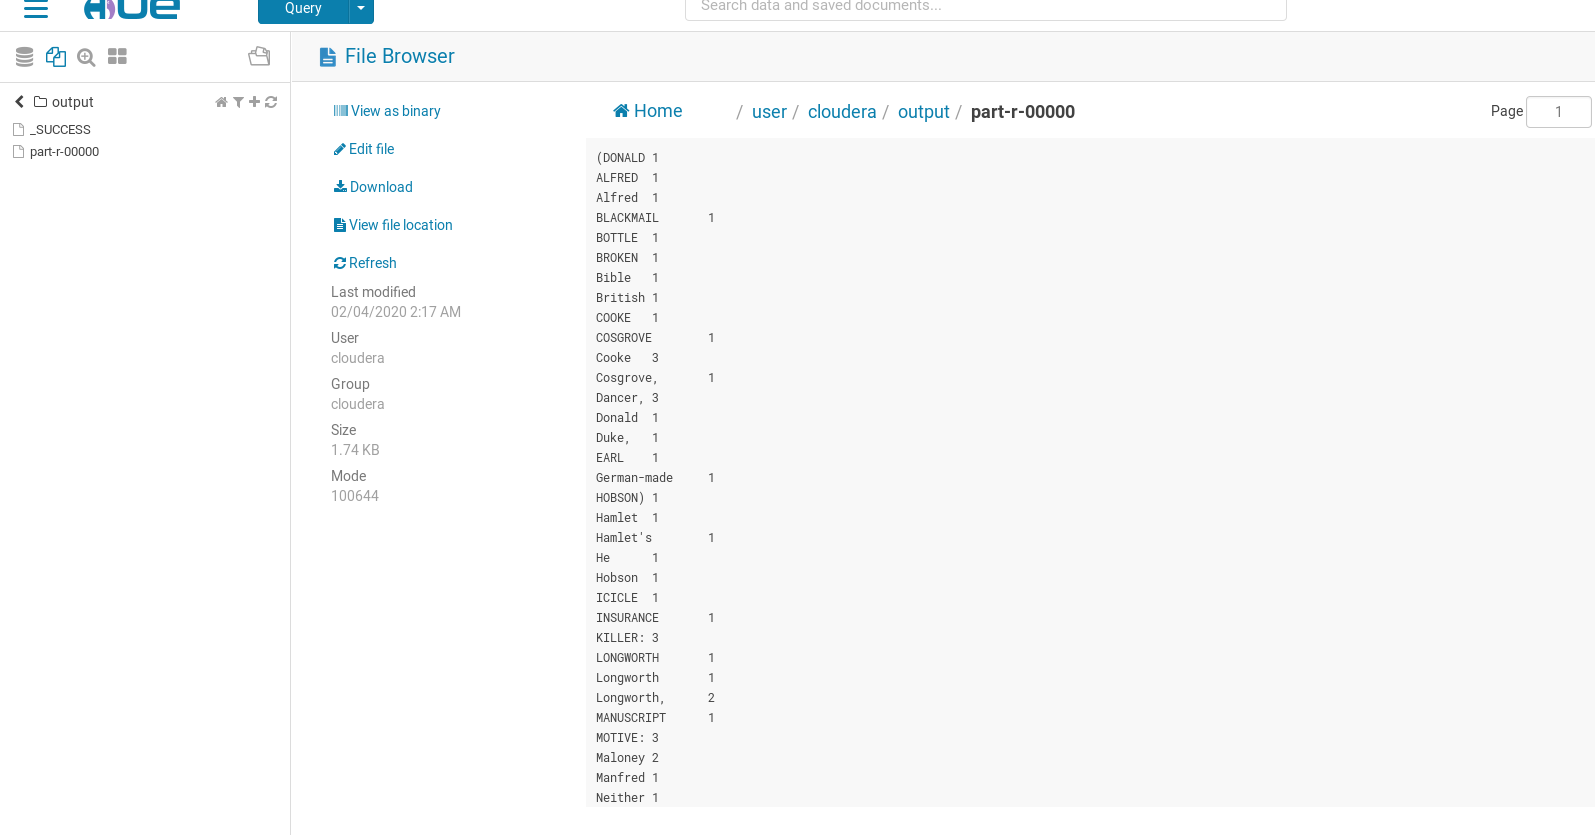 HUE
Query
Search data and saved documents...
File Browser
output
_SUCCESS
part-r-00000
View as binary
Edit file
Download
View file location
Refresh
Last modified
02/04/2020 2:17 AM
User
cloudera
Group
cloudera
Size
1.74 KB
Mode
100644
Home / user / cloudera / output / part-r-00000
Page 1
(DONALD 1
ALFRED 1
Alfred 1
BLACKMAIL 1
BOTTLE 1
BROKEN 1
Bible 1
British 1
COOKE 1
COSGROVE 1
Cooke 3
Cosgrove, 1
Dancer, 3
Donald 1
Duke, 1
EARL 1
German-made 1
HOBSON) 1
Hamlet 1
Hamlet's 1
He 1
Hobson 1
ICICLE 1
INSURANCE 1
KILLER: 3
LONGWORTH 1
Longworth 1
Longworth, 2
MANUSCRIPT 1
MOTIVE: 3
Maloney 2
Manfred 1
Neither 1